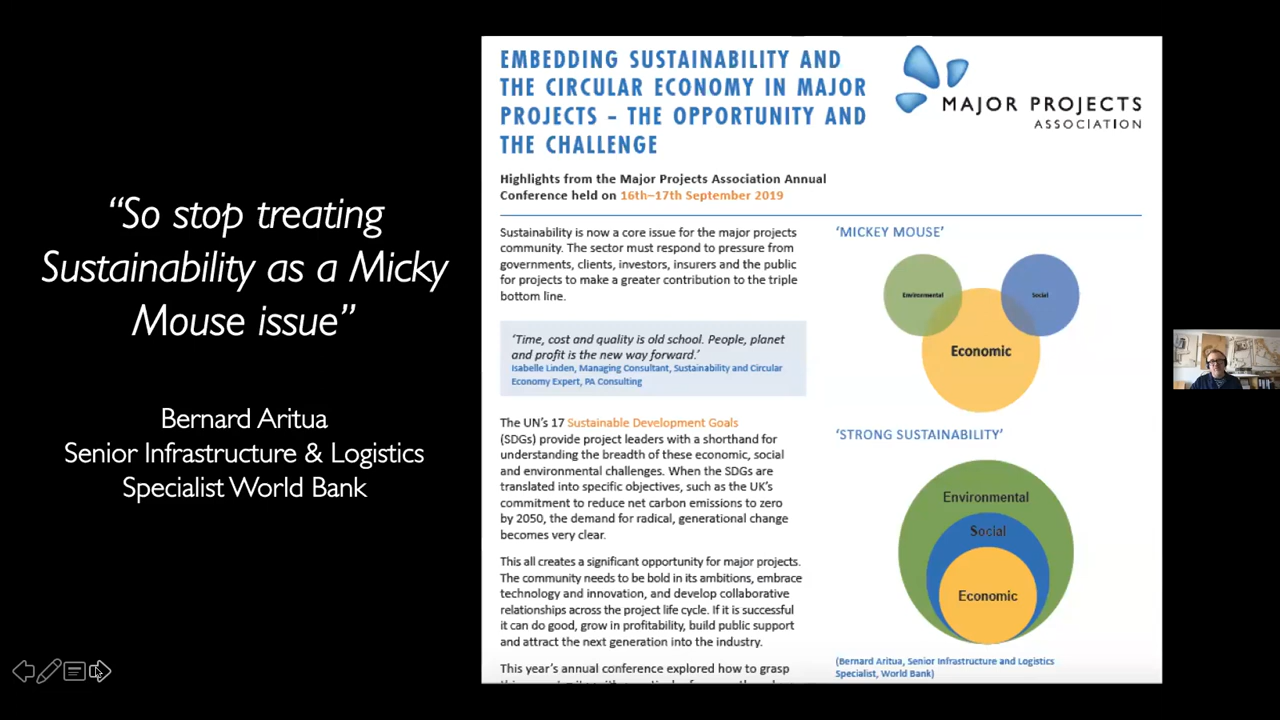 “So stop treating
Sustainability as a Micky
Mouse issue”
Bernard Aritua
Senior Infrastructure & Logistics
Specialist World Bank
EMBEDDING SUSTAINABILITY AND
THE CIRCULAR ECONOMY IN MAJOR
PROJECTS – THE OPPORTUNITY AND
THE CHALLENGE
MAJOR PROJECTS
ASSOCIATION
Highlights from the Major Projects Association Annual
Conference held on 16th–17th September 2019
Sustainability is now a core issue for the major projects
community. The sector must respond to pressure from
governments, clients, investors, insurers and the public
for projects to make a greater contribution to the triple
bottom line.
‘Time, cost and quality is old school. People, planet
and profit is the new way forward.’
Isabelle Linden, Managing Consultant, Sustainability and Circular
Economy Expert, PA Consulting
The UN’s 17 Sustainable Development Goals
(SDGs) provide project leaders with a shorthand for
understanding the breadth of these economic, social
and environmental challenges. When the SDGs are
translated into specific objectives, such as the UK’s
commitment to reduce net carbon emissions to zero
by 2050, the demand for radical, generational change
becomes very clear.
This all creates a significant opportunity for major projects.
The community needs to be bold in its ambitions, embrace
technology and innovation, and develop collaborative
relationships across the project life cycle. If it is successful
it can do good, grow in profitability, build public support
and attract the next generation into the industry.
This year’s annual conference explored how to grasp
‘MICKEY MOUSE’
Environmental
Social
Economic
‘STRONG SUSTAINABILITY’
Environmental
Social
Economic
(Bernard Aritua, Senior Infrastructure and Logistics
Specialist, World Bank)